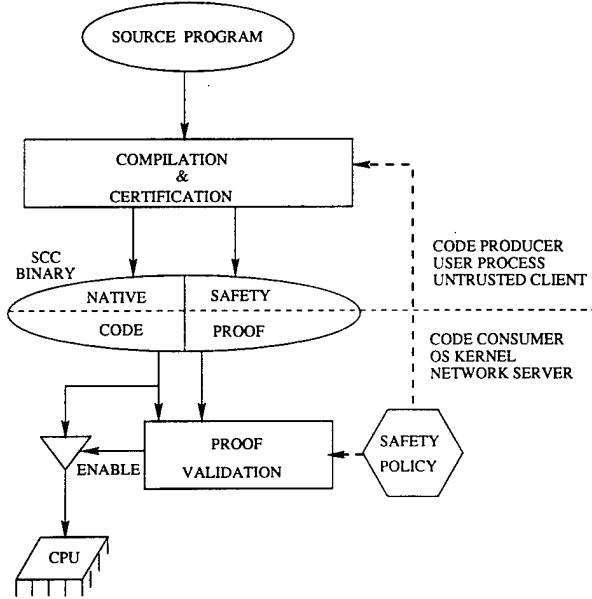 SOURCE PROGRAM
COMPILATION
&
CERTIFICATION
SCC
BINARY
CODE PRODUCER
USER PROCESS
UNTRUSTED CLIENT
NATIVE SAFETY
CODE PROOF
CODE CONSUMER
OS KERNEL
NETWORK SERVER
PROOF
VALIDATION
SAFETY
POLICY
ENABLE
CPU